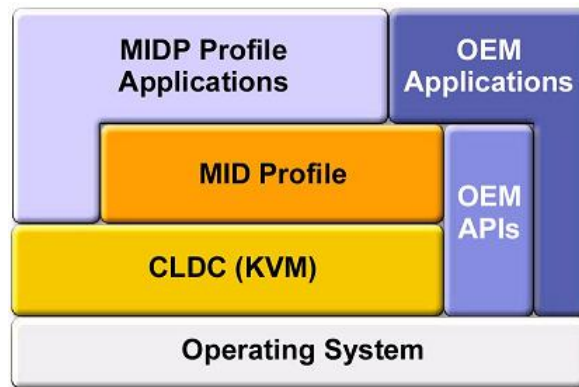 MIDP Profile
Applications
OEM
Applications
MID Profile
OEM
APIs
CLDC (KVM)
Operating System